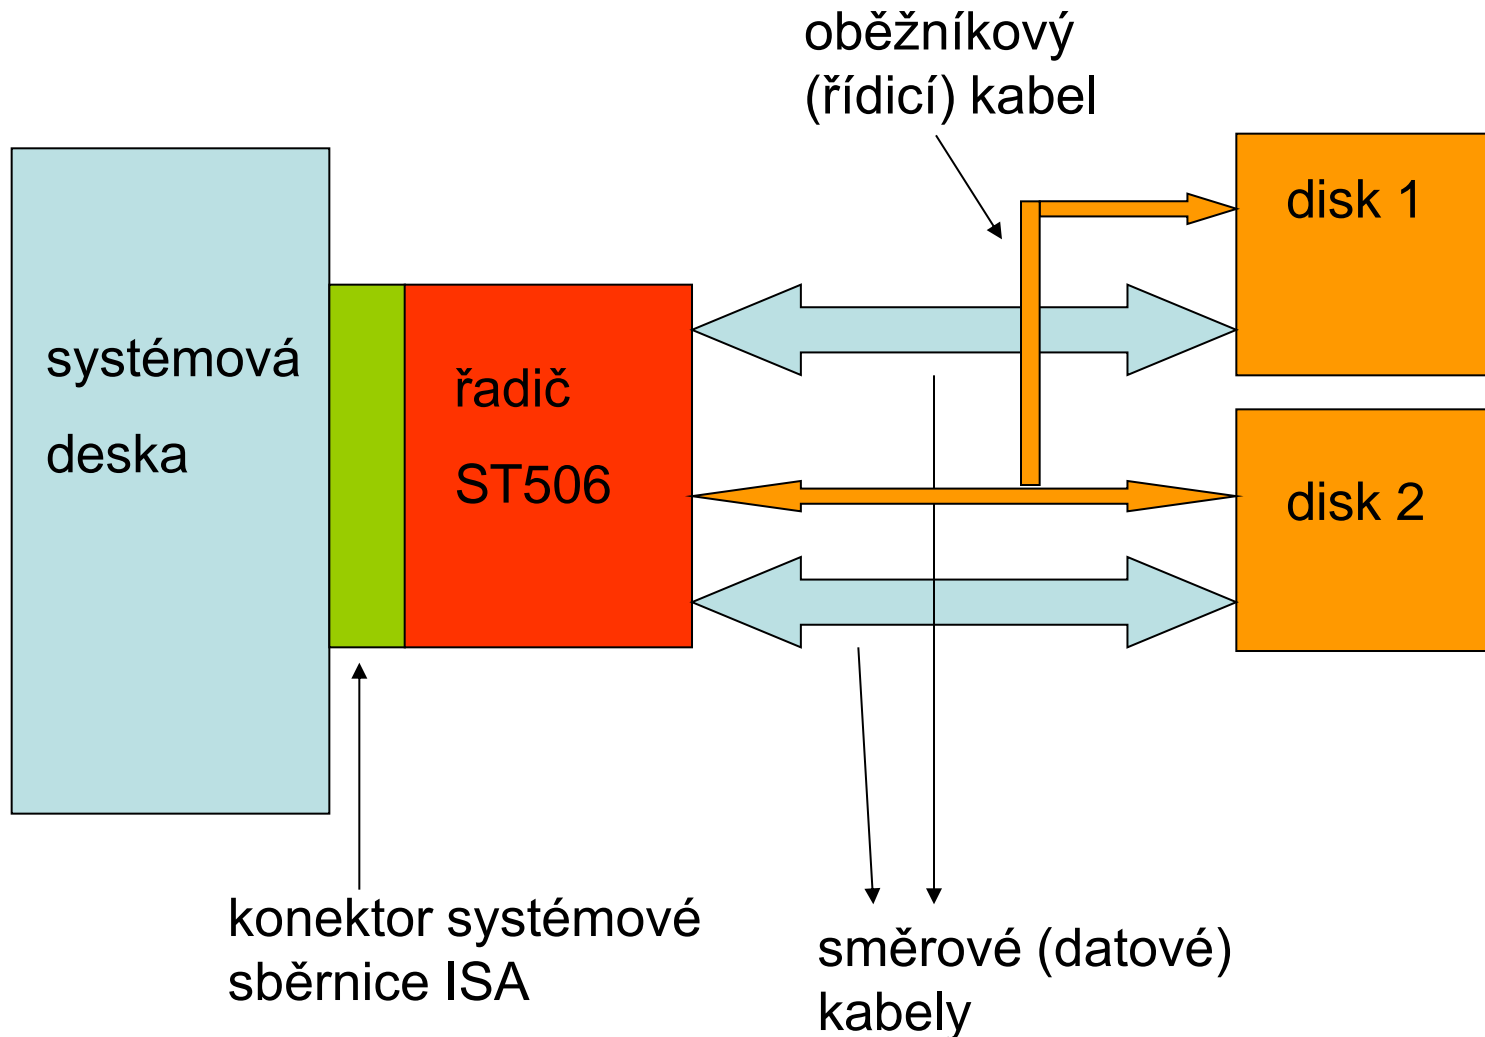 oběžníkový
(řídicí) kabel
disk 1
systémová
deska
řadič
ST506
disk 2
konektor systémové
sběrnice ISA
směrové (datové)
kabely